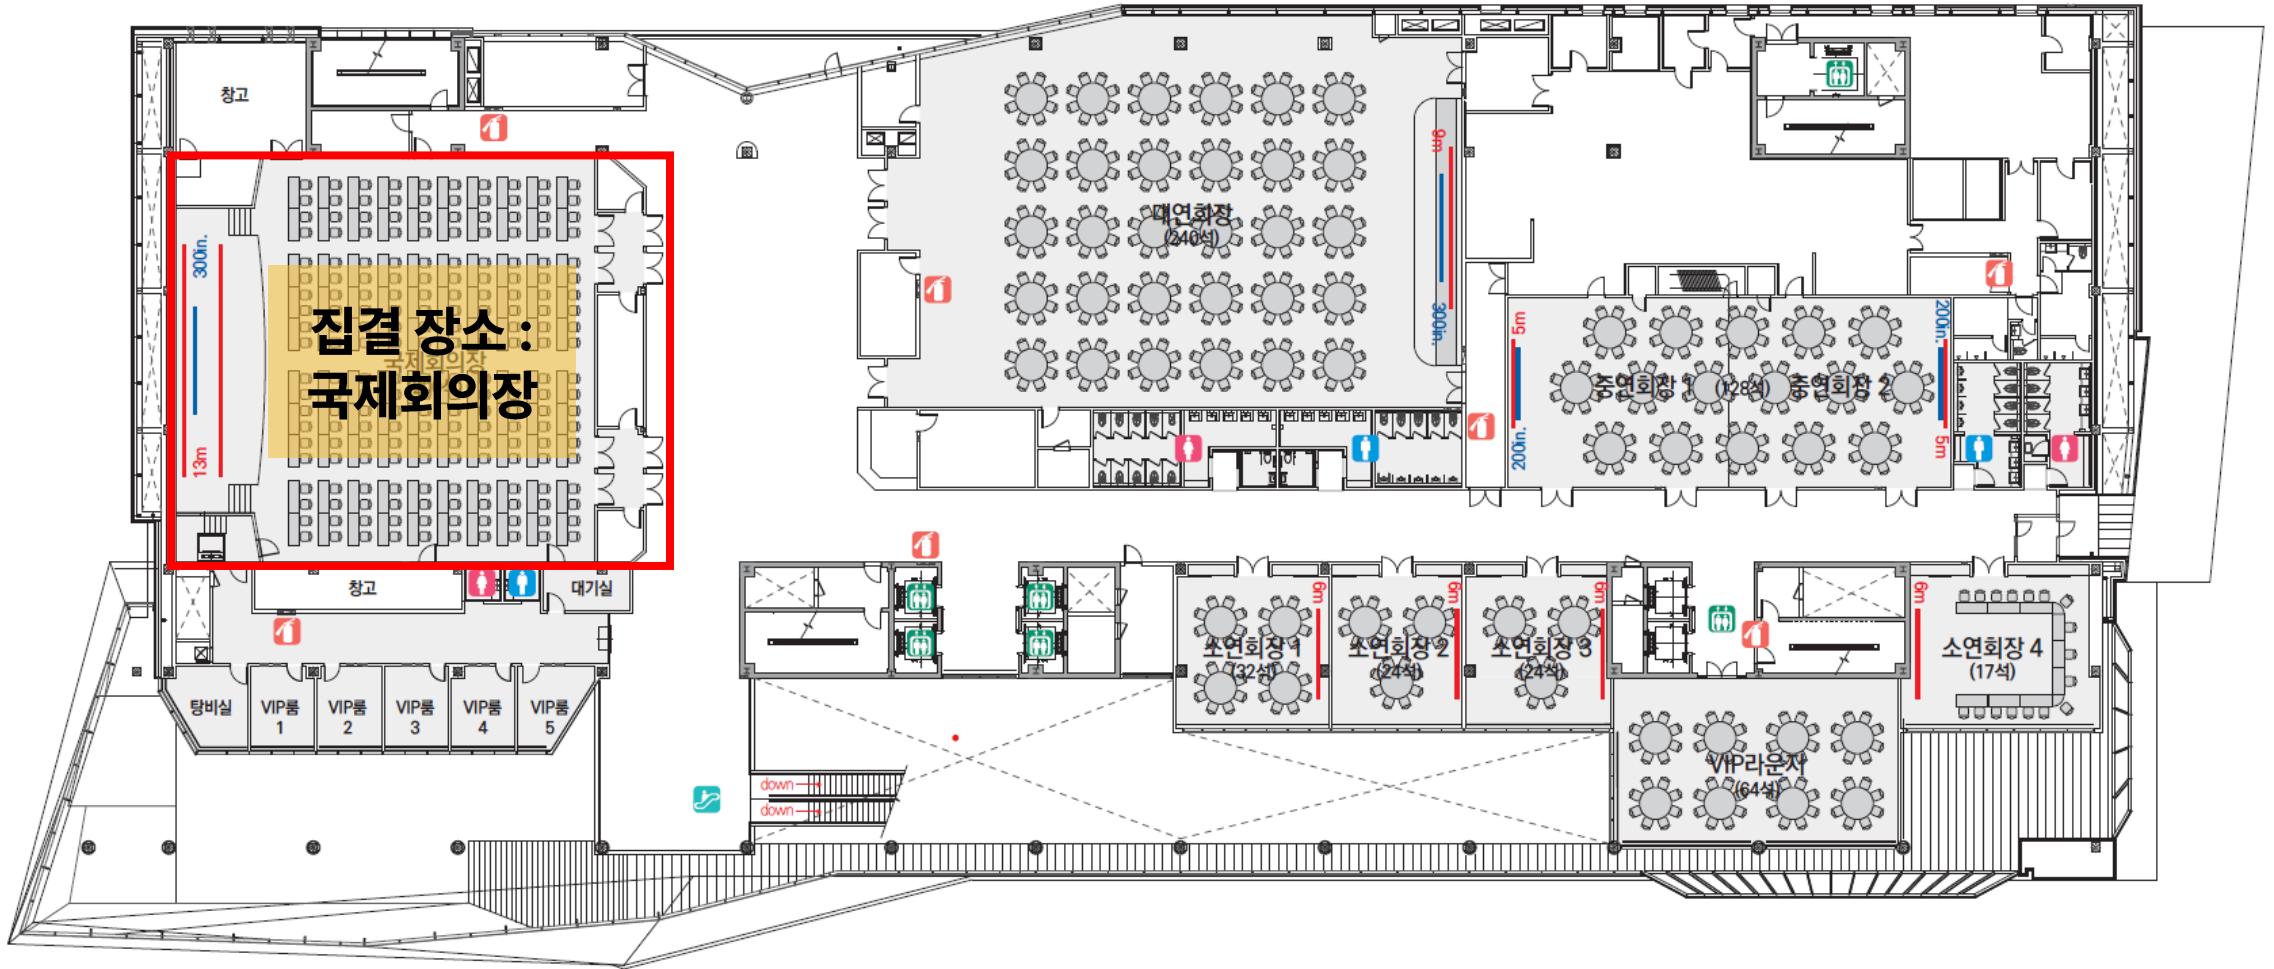 창고
300in.
13m
집결 장소 :
국제회의장
국제회의장
대연회장
(240석)
9m
300in.
5m
200in.
중연회장 1
(128석)
중연회장 2
200in.
5m
창고
대기실
탕비실
VIP룸
1
VIP룸
2
VIP룸
3
VIP룸
4
VIP룸
5
down
down
소연회장 1
(32석)
6m
소연회장 2
(24석)
6m
소연회장 3
(24석)
6m
6m
소연회장 4
(17석)
VIP라운지
(64석)